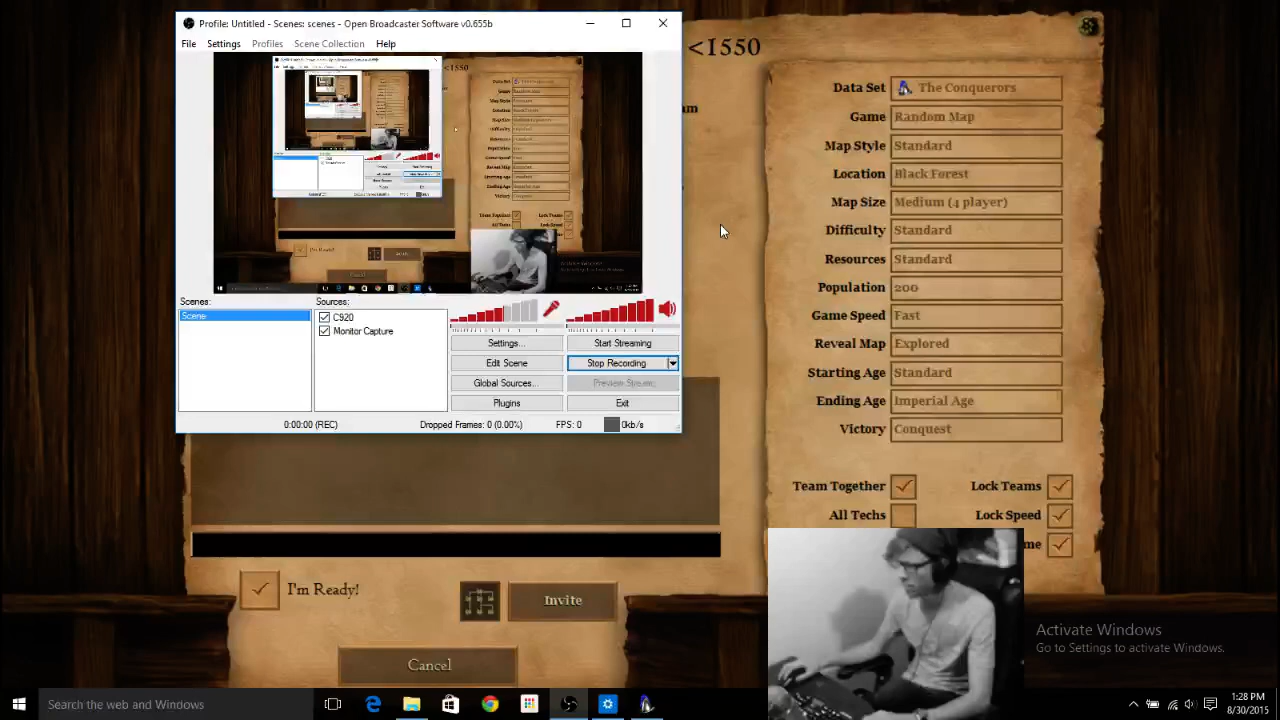 Profile: Untitled - Scenes: scenes - Open Broadcaster Software v0.655b
File Settings Profiles Scene Collection Help
<1550
am
Data Set The Conquerors
Game Random Map
Map Style Standard
Location Black Forest
Map Size Medium (4 player)
Difficulty Standard
Resources Standard
Population 200
Game Speed Fast
Reveal Map Explored
Starting Age Standard
Ending Age Imperial Age
Victory Conquest
Team Together Lock Teams
All Techs Lock Speed
me
Scenes:
Scene
Sources:
C920
Monitor Capture
Settings... Start Streaming
Edit Scene Stop Recording
Global Sources... Preview Stream
Plugins Exit
0:00:00 (REC) Dropped Frames: 0 (0.00%) FPS: 0 0kb/s
I'm Ready! Invite
Cancel
Activate Windows
Go to Settings to activate Windows.
Search the web and Windows
1:28 PM
8/30/2015